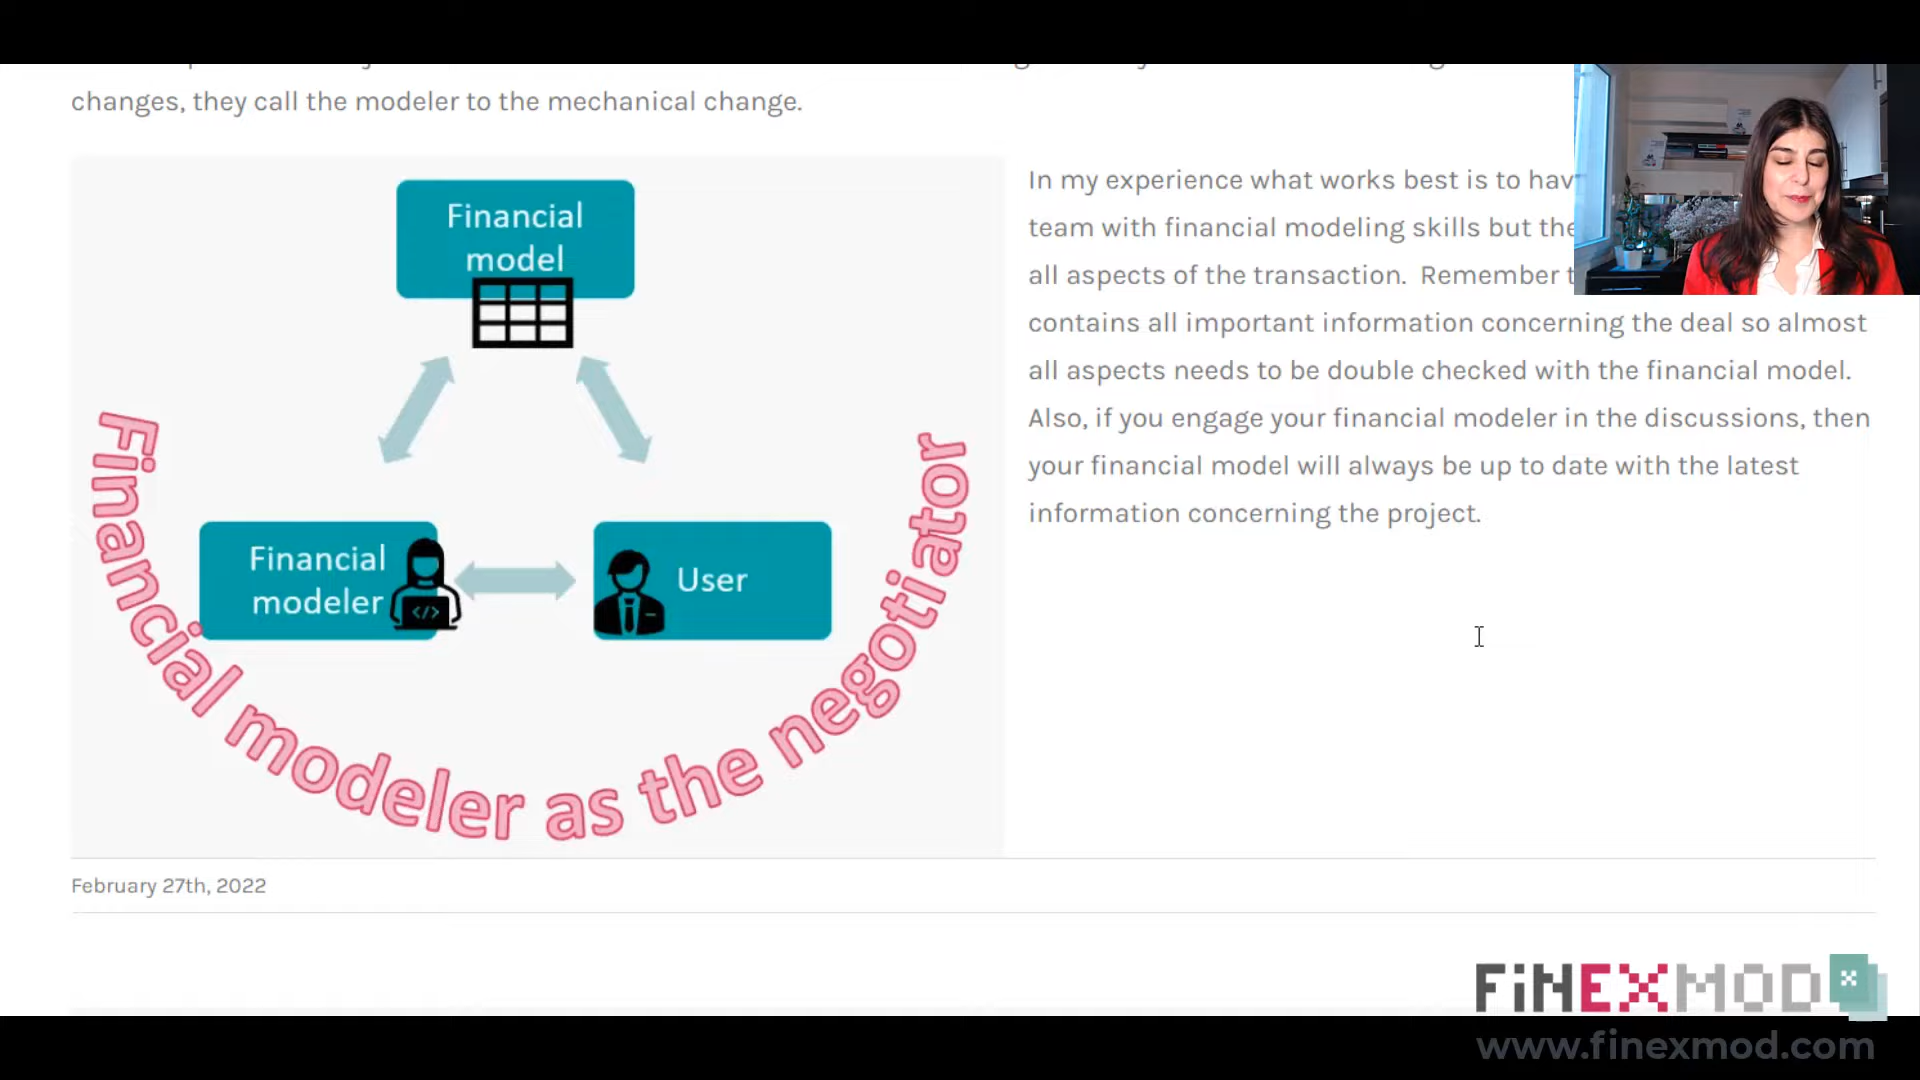 changes, they call the modeler to the mechanical change.
Financial
model
Financial
modeler
User
Financial modeler as the negotiator
In my experience what works best is to hav
team with financial modeling skills but the
all aspects of the transaction. Remember t
contains all important information concerning the deal so almost
all aspects needs to be double checked with the financial model.
Also, if you engage your financial modeler in the discussions, then
your financial model will always be up to date with the latest
information concerning the project.
February 27th, 2022
FiNEXMOD
www.finexmod.com